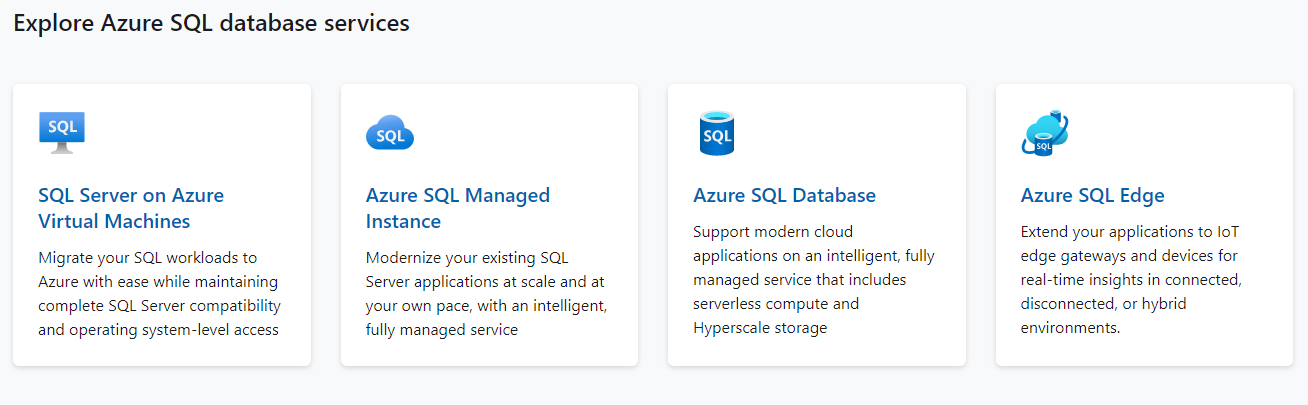 Explore Azure SQL database services
SQL
SQL Server on Azure
Virtual Machines
Migrate your SQL workloads to
Azure with ease while maintaining
complete SQL Server compatibility
and operating system-level access
SQL
Azure SQL Managed
Instance
Modernize your existing SQL
Server applications at scale and at
your own pace, with an intelligent,
fully managed service
SQL
Azure SQL Database
Support modern cloud
applications on an intelligent, fully
managed service that includes
serverless compute and
Hyperscale storage
SQL
Azure SQL Edge
Extend your applications to IoT
edge gateways and devices for
real-time insights in connected,
disconnected, or hybrid
environments.